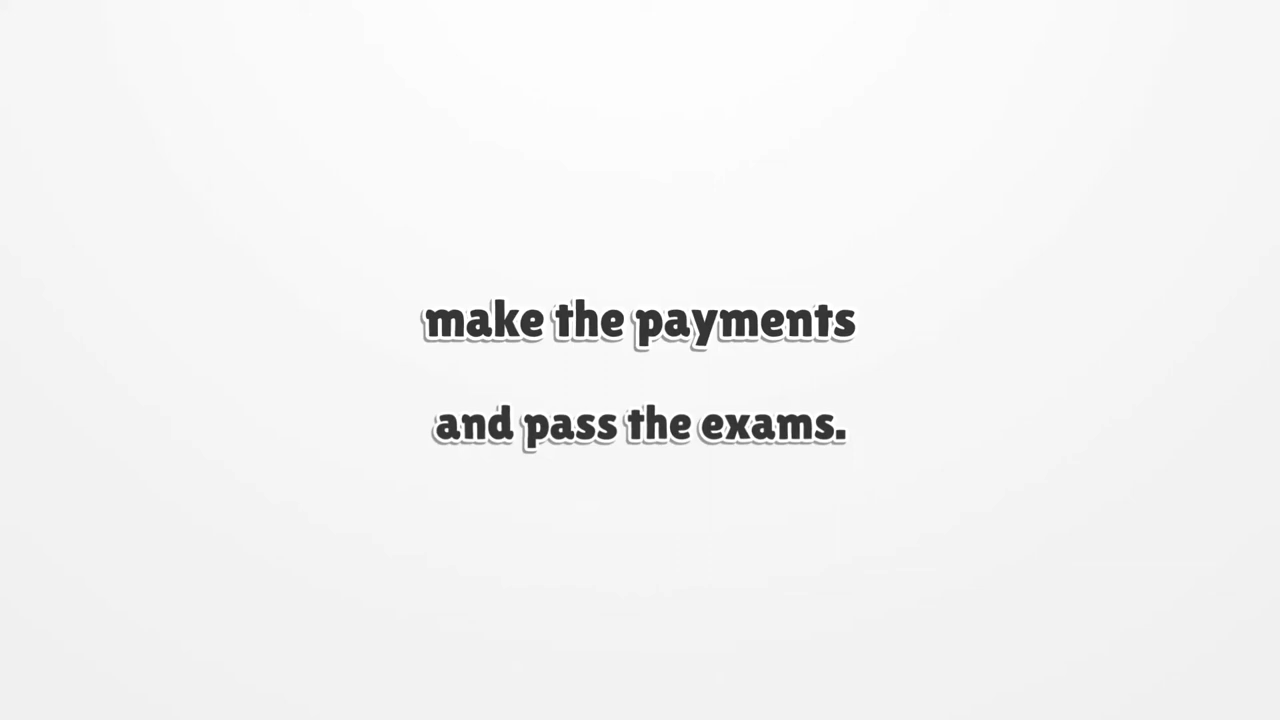 make the payments
and pass the exams.